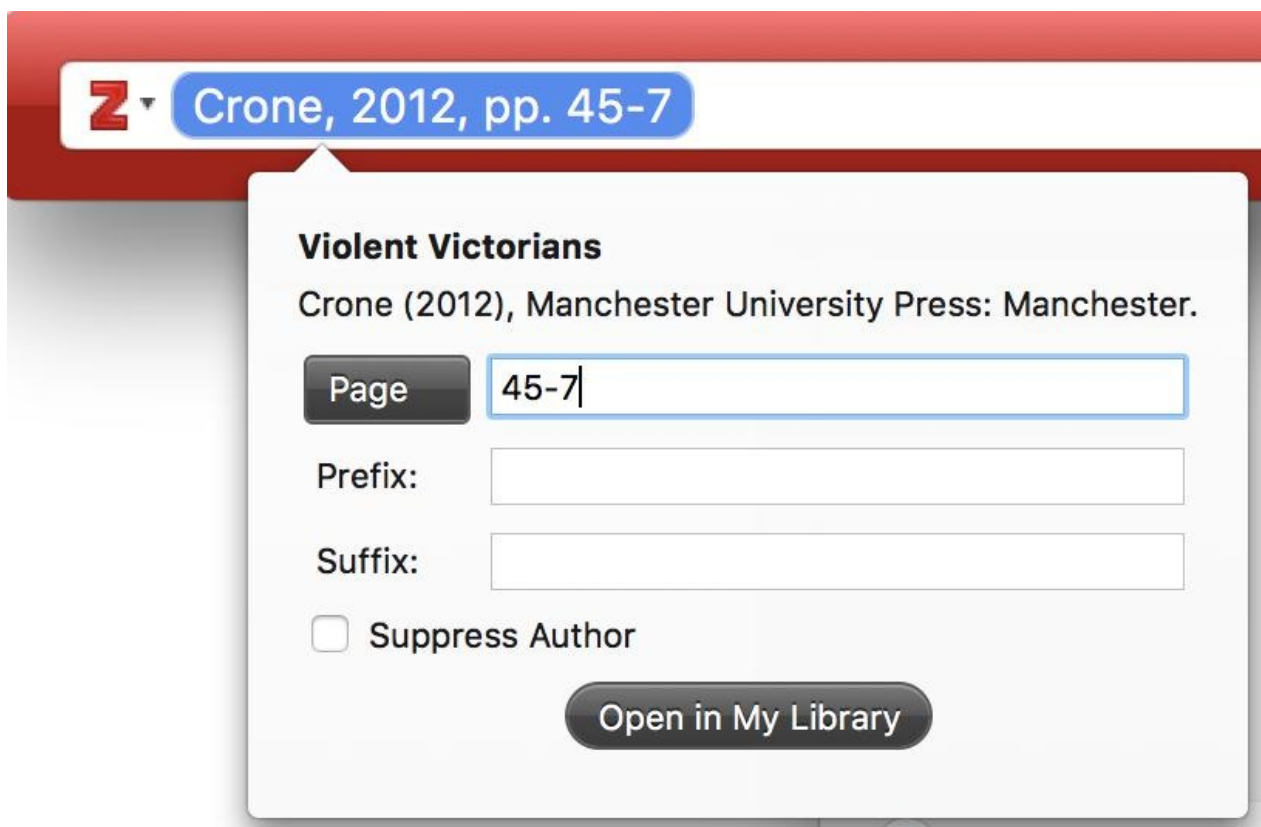 Z Crone, 2012, pp. 45-7
Violent Victorians
Crone (2012), Manchester University Press: Manchester.
Page 45-7
Prefix:
Suffix:
Suppress Author
Open in My Library